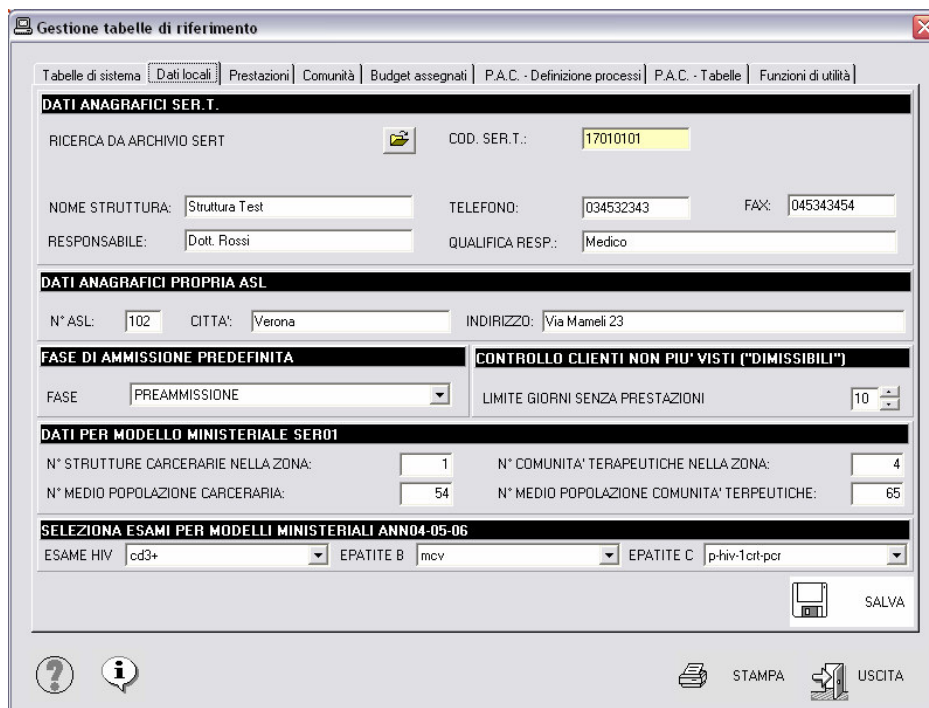 Gestione tabelle di riferimento
Tabelle di sistema Dati locali Prestazioni Comunità Budget assegnati P.A.C. - Definizione processi P.A.C. - Tabelle Funzioni di utilità
DATI ANAGRAFICI SER.T.
RICERCA DA ARCHIVIO SERT COD. SER.T.: 17010101
NOME STRUTTURA: Struttura Test TELEFONO: 034532343 FAX: 045343454
RESPONSABILE: Dott. Rossi QUALIFICA RESP.: Medico
DATI ANAGRAFICI PROPRIA ASL
N° ASL: 102 CITTA': Verona INDIRIZZO: Via Mameli 23
FASE DI AMMISSIONE PREDEFINITA CONTROLLO CLIENTI NON PIU' VISTI ("DIMISSIBILI")
FASE PREAMMISSIONE LIMITE GIORNI SENZA PRESTAZIONI 10
DATI PER MODELLO MINISTERIALE SER01
N° STRUTTURE CARCERARIE NELLA ZONA: 1 N° COMUNITA' TERAPEUTICHE NELLA ZONA: 4
N° MEDIO POPOLAZIONE CARCERARIA: 54 N° MEDIO POPOLAZIONE COMUNITA' TERPEUTICHE: 65
SELEZIONA ESAMI PER MODELLI MINISTERIALI ANN04-05-06
ESAME HIV cd3+ EPATITE B mcv EPATITE C p-hiv-1crt-pcr
SALVA
STAMPA USCITA